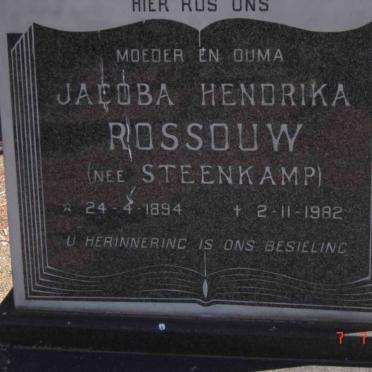 HIER RUS ONS
MOEDER EN OUMA
JACOBA HENDRIKA
ROSSOUW
(NEE STEENKAMP)
☆ 24-4-1894 + 2-11-1982
U HERINNERING IS ONS BESIELING
7